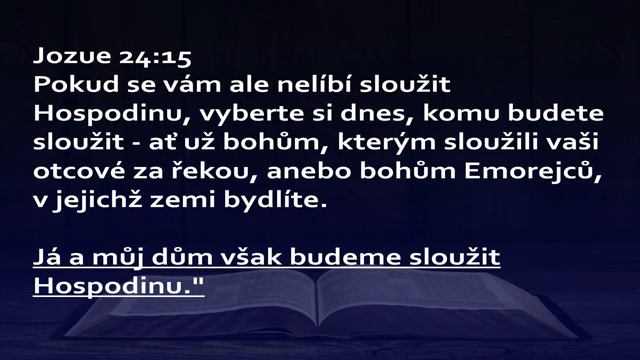 Jozue 24:15
Pokud se vám ale nelíbí sloužit
Hospodinu, vyberte si dnes, komu budete
sloužit - ať už bohům, kterým sloužili vaši
otcové za řekou, anebo bohům Emorejců,
v jejichž zemi bydlíte.
Já a můj dům však budeme sloužit
Hospodinu."